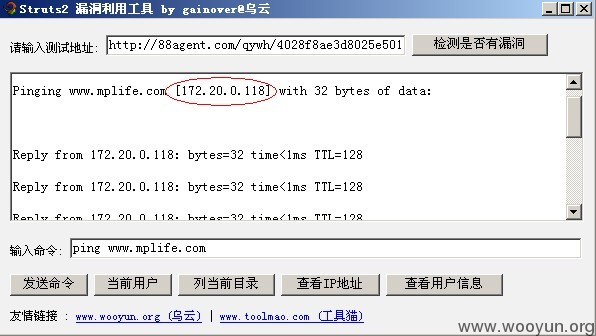 Struts2 漏洞利用工具 by gainover@乌云
请输入测试地址: http://88agent.com/qywh/4028f8ae3d8025e501 检测是否有漏洞
Pinging www.mplife.com [172.20.0.118] with 32 bytes of data:
Reply from 172.20.0.118: bytes=32 time<1ms TTL=128
Reply from 172.20.0.118: bytes=32 time<1ms TTL=128
Reply from 172.20.0.118: bytes=32 time<1ms TTL=128
输入命令: ping www.mplife.com
发送命令 当前用户 列当前目录 查看IP地址 查看用户信息
友情链接 : www.wooyun.org (乌云) | www.toolmao.com (工具猫)
www.wooyun.org